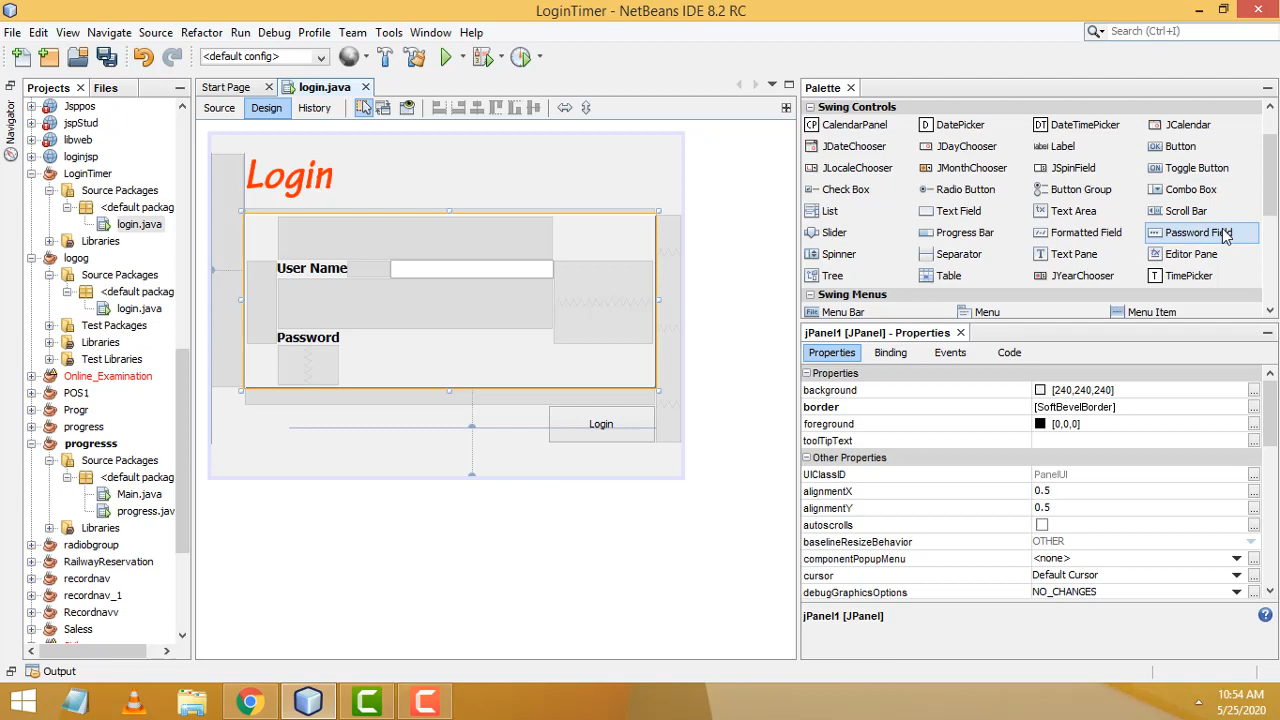 LoginTimer - NetBeans IDE 8.2 RC
File Edit View Navigate Source Refactor Run Debug Profile Team Tools Window Help
Search (Ctrl+I)
<default config>
Projects Files
Start Page login.java
Palette
Navigator
Source Design History
Swing Controls
CalendarPanel DatePicker DateTimePicker JCalendar
JDateChooser JDayChooser Label Button
JLocaleChooser JMonthChooser JSpinField Toggle Button
Check Box Radio Button Button Group Combo Box
List Text Field Text Area Scroll Bar
Slider Progress Bar Formatted Field Password Field
Spinner Separator Text Pane Editor Pane
Tree Table JYearChooser TimePicker
Swing Menus
Menu Bar Menu Menu Item
Jsppos
jspStud
libweb
loginjsp
LoginTimer
Source Packages
<default packag
login.java
Libraries
logog
Source Packages
<default packag
login.java
Test Packages
Libraries
Test Libraries
Online_Examination
POS1
Progr
progress
progresss
Source Packages
<default packag
Main.java
progress.jav
Libraries
radiobgroup
RailwayReservation
recordnav
recordnav_1
Recordnavv
Saless
Login
User Name
Password
Login
jPanel1 [JPanel] - Properties
Properties Binding Events Code
Properties
background [240,240,240]
border [SoftBevelBorder]
foreground [0,0,0]
toolTipText
Other Properties
UIClassID PanelUI
alignmentX 0.5
alignmentY 0.5
autoscrolls
baselineResizeBehavior OTHER
componentPopupMenu <none>
cursor Default Cursor
debugGraphicsOptions NO_CHANGES
jPanel1 [JPanel]
Output
10:54 AM
5/25/2020